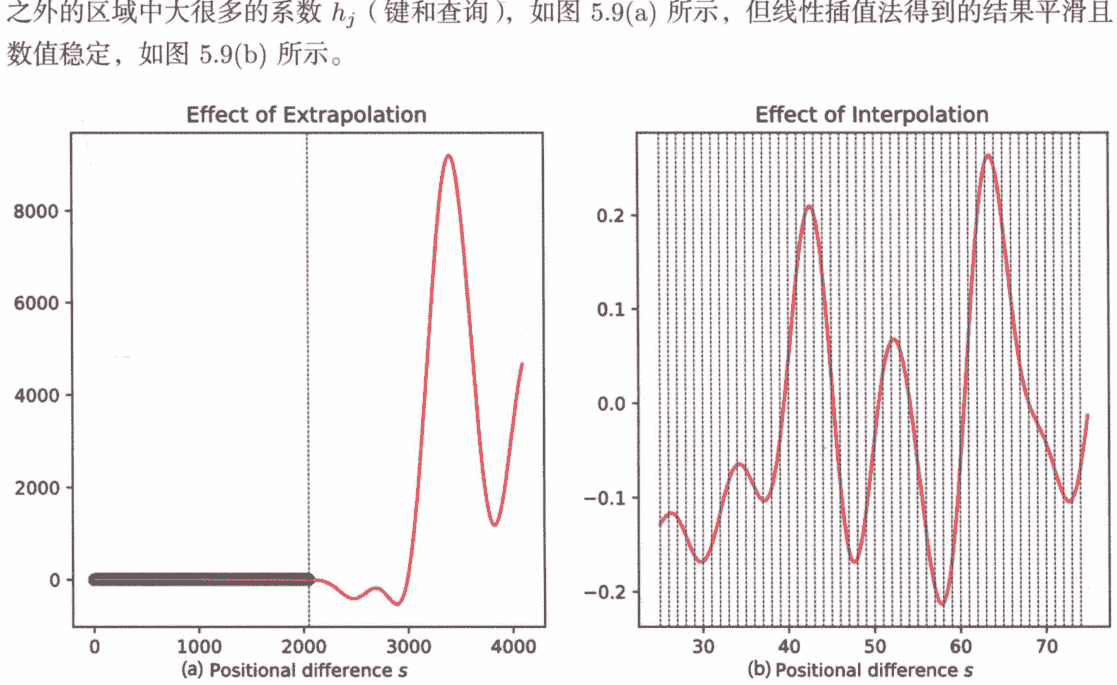 之外的区域中大很多的系数 hj（键和查询），如图 5.9(a) 所示，但线性插值法得到的结果平滑且
数值稳定，如图 5.9(b) 所示。
Effect of Extrapolation
8000
6000
4000
2000
0
0 1000 2000 3000 4000
(a) Positional difference s
Effect of Interpolation
0.2
0.1
0.0
−0.1
−0.2
30 40 50 60 70
(b) Positional difference s